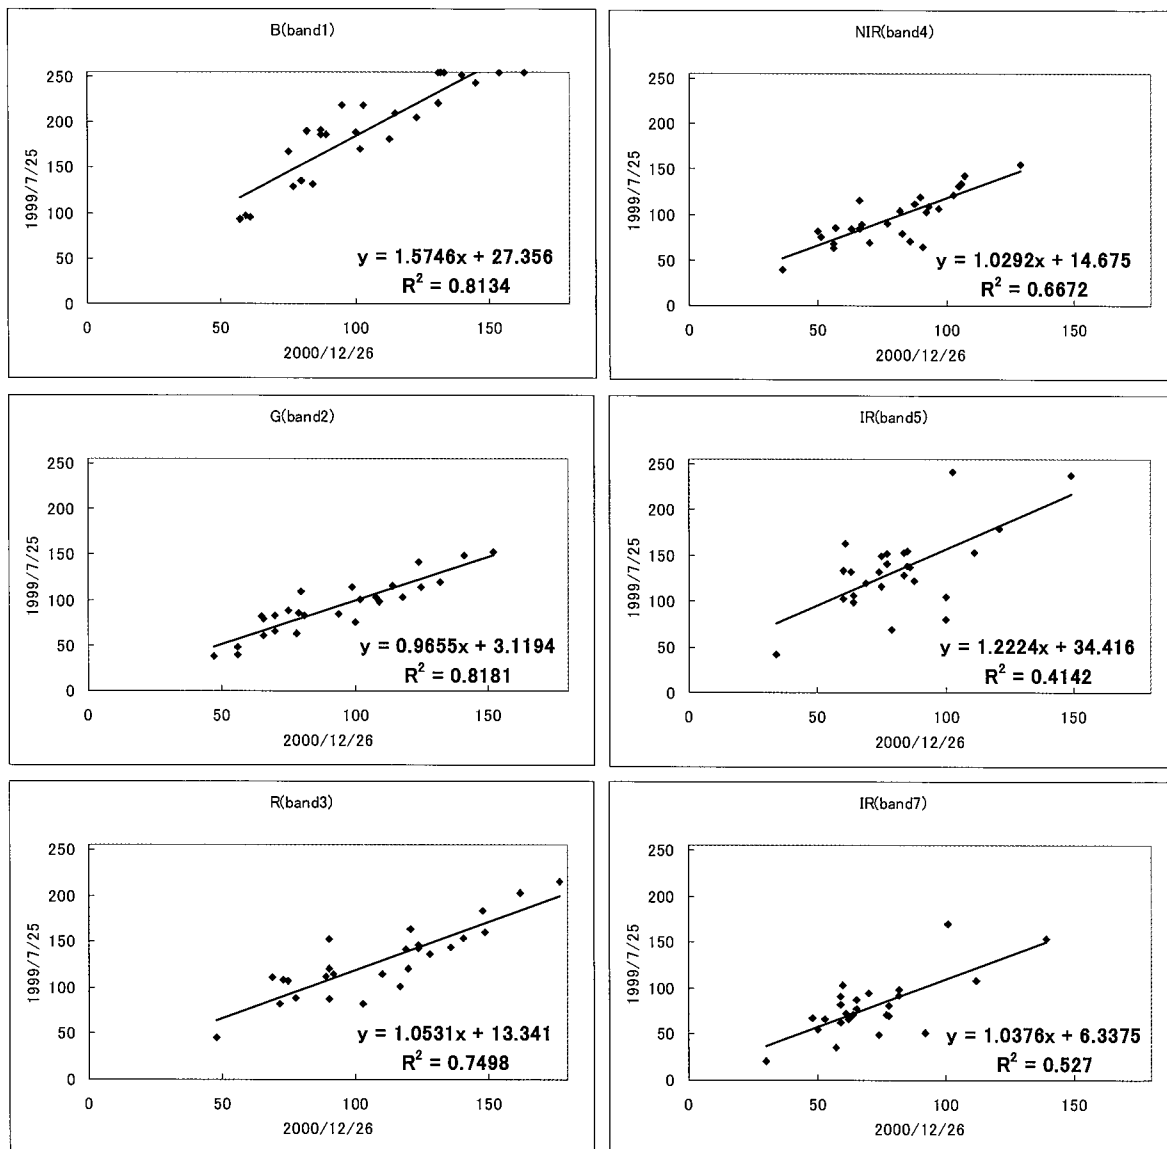 B(band1)
250
200
150
100
50
0
1999/7/25
y = 1.5746x + 27.356
R² = 0.8134
0 50 100 150
2000/12/26
NIR(band4)
250
200
150
100
50
0
1999/7/25
y = 1.0292x + 14.675
R² = 0.6672
0 50 100 150
2000/12/26
G(band2)
250
200
150
100
50
0
1999/7/25
y = 0.9655x + 3.1194
R² = 0.8181
0 50 100 150
2000/12/26
IR(band5)
250
200
150
100
50
0
1999/7/25
y = 1.2224x + 34.416
R² = 0.4142
0 50 100 150
2000/12/26
R(band3)
250
200
150
100
50
0
1999/7/25
y = 1.0531x + 13.341
R² = 0.7498
0 50 100 150
2000/12/26
IR(band7)
250
200
150
100
50
0
1999/7/25
y = 1.0376x + 6.3375
R² = 0.527
0 50 100 150
2000/12/26